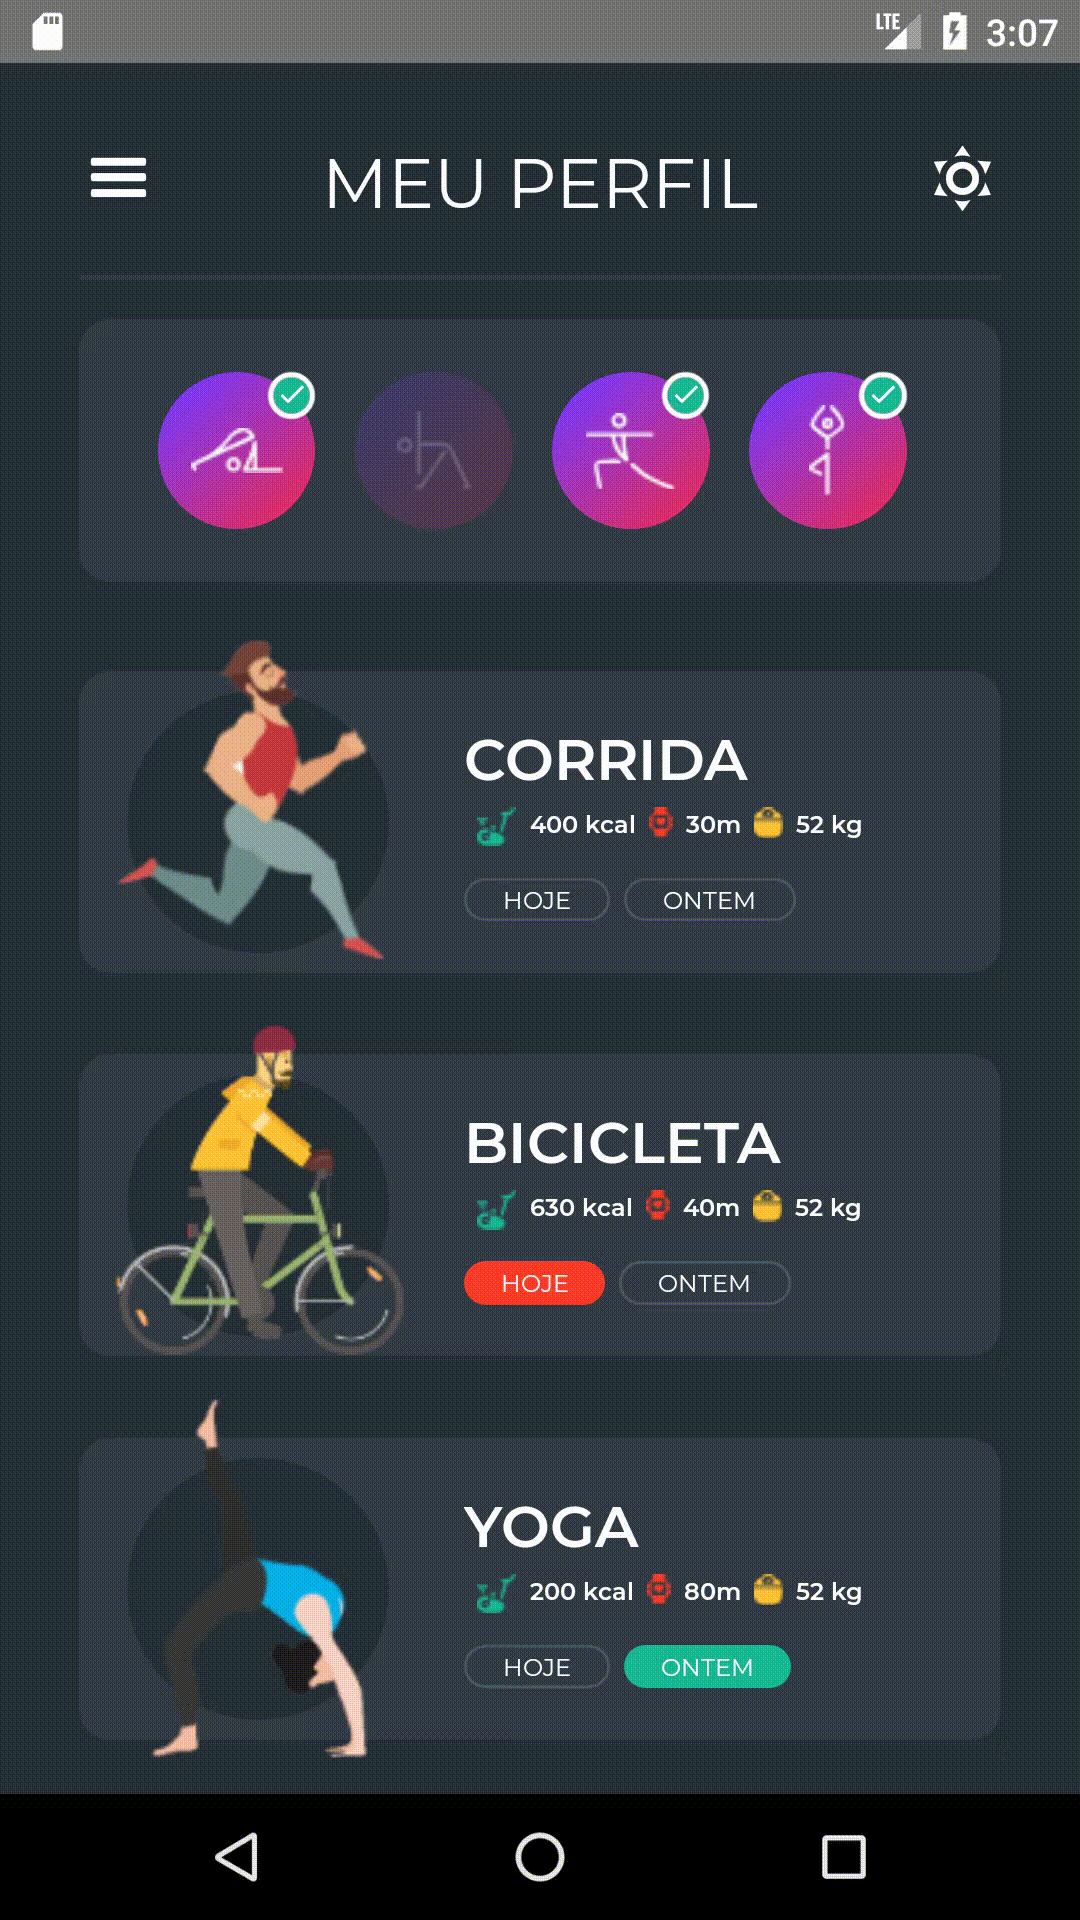 LTE 3:07
MEU PERFIL
CORRIDA
400 kcal 30m 52 kg
HOJE ONTEM
BICICLETA
630 kcal 40m 52 kg
HOJE ONTEM
YOGA
200 kcal 80m 52 kg
HOJE ONTEM